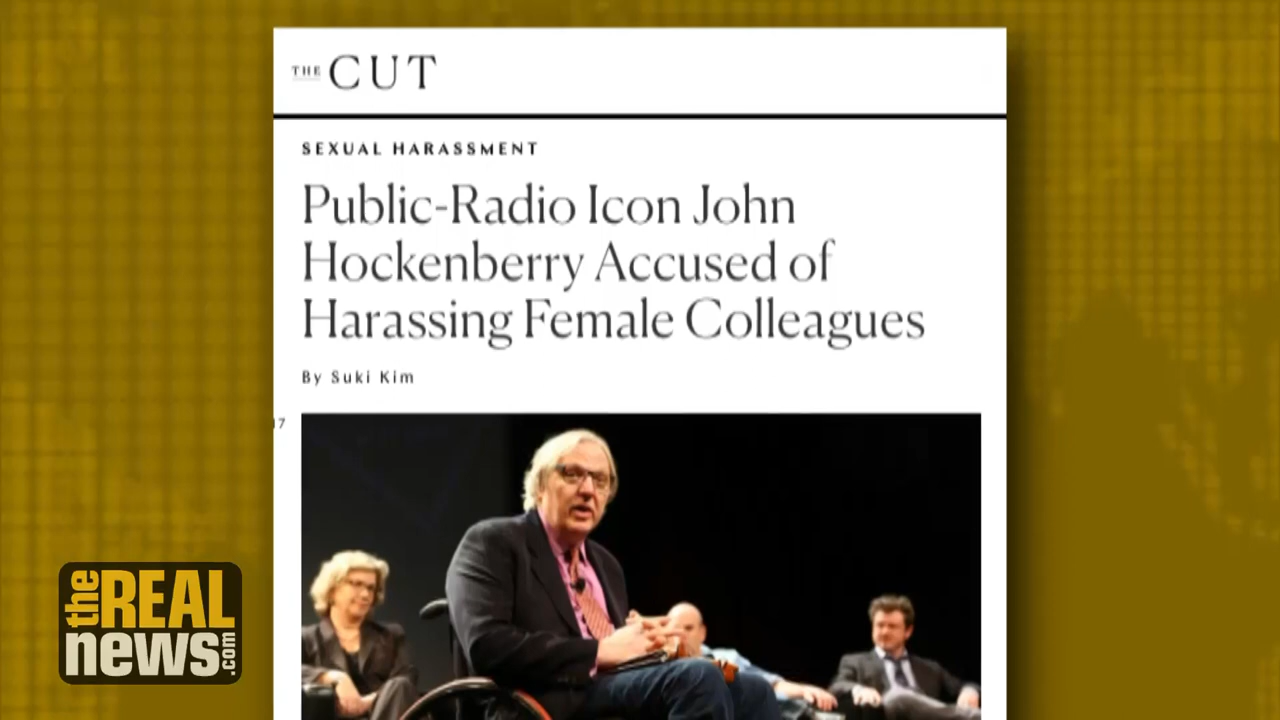 THE CUT
SEXUAL HARASSMENT
Public-Radio Icon John
Hockenberry Accused of
Harassing Female Colleagues
By Suki Kim
17
the REAL
news.com